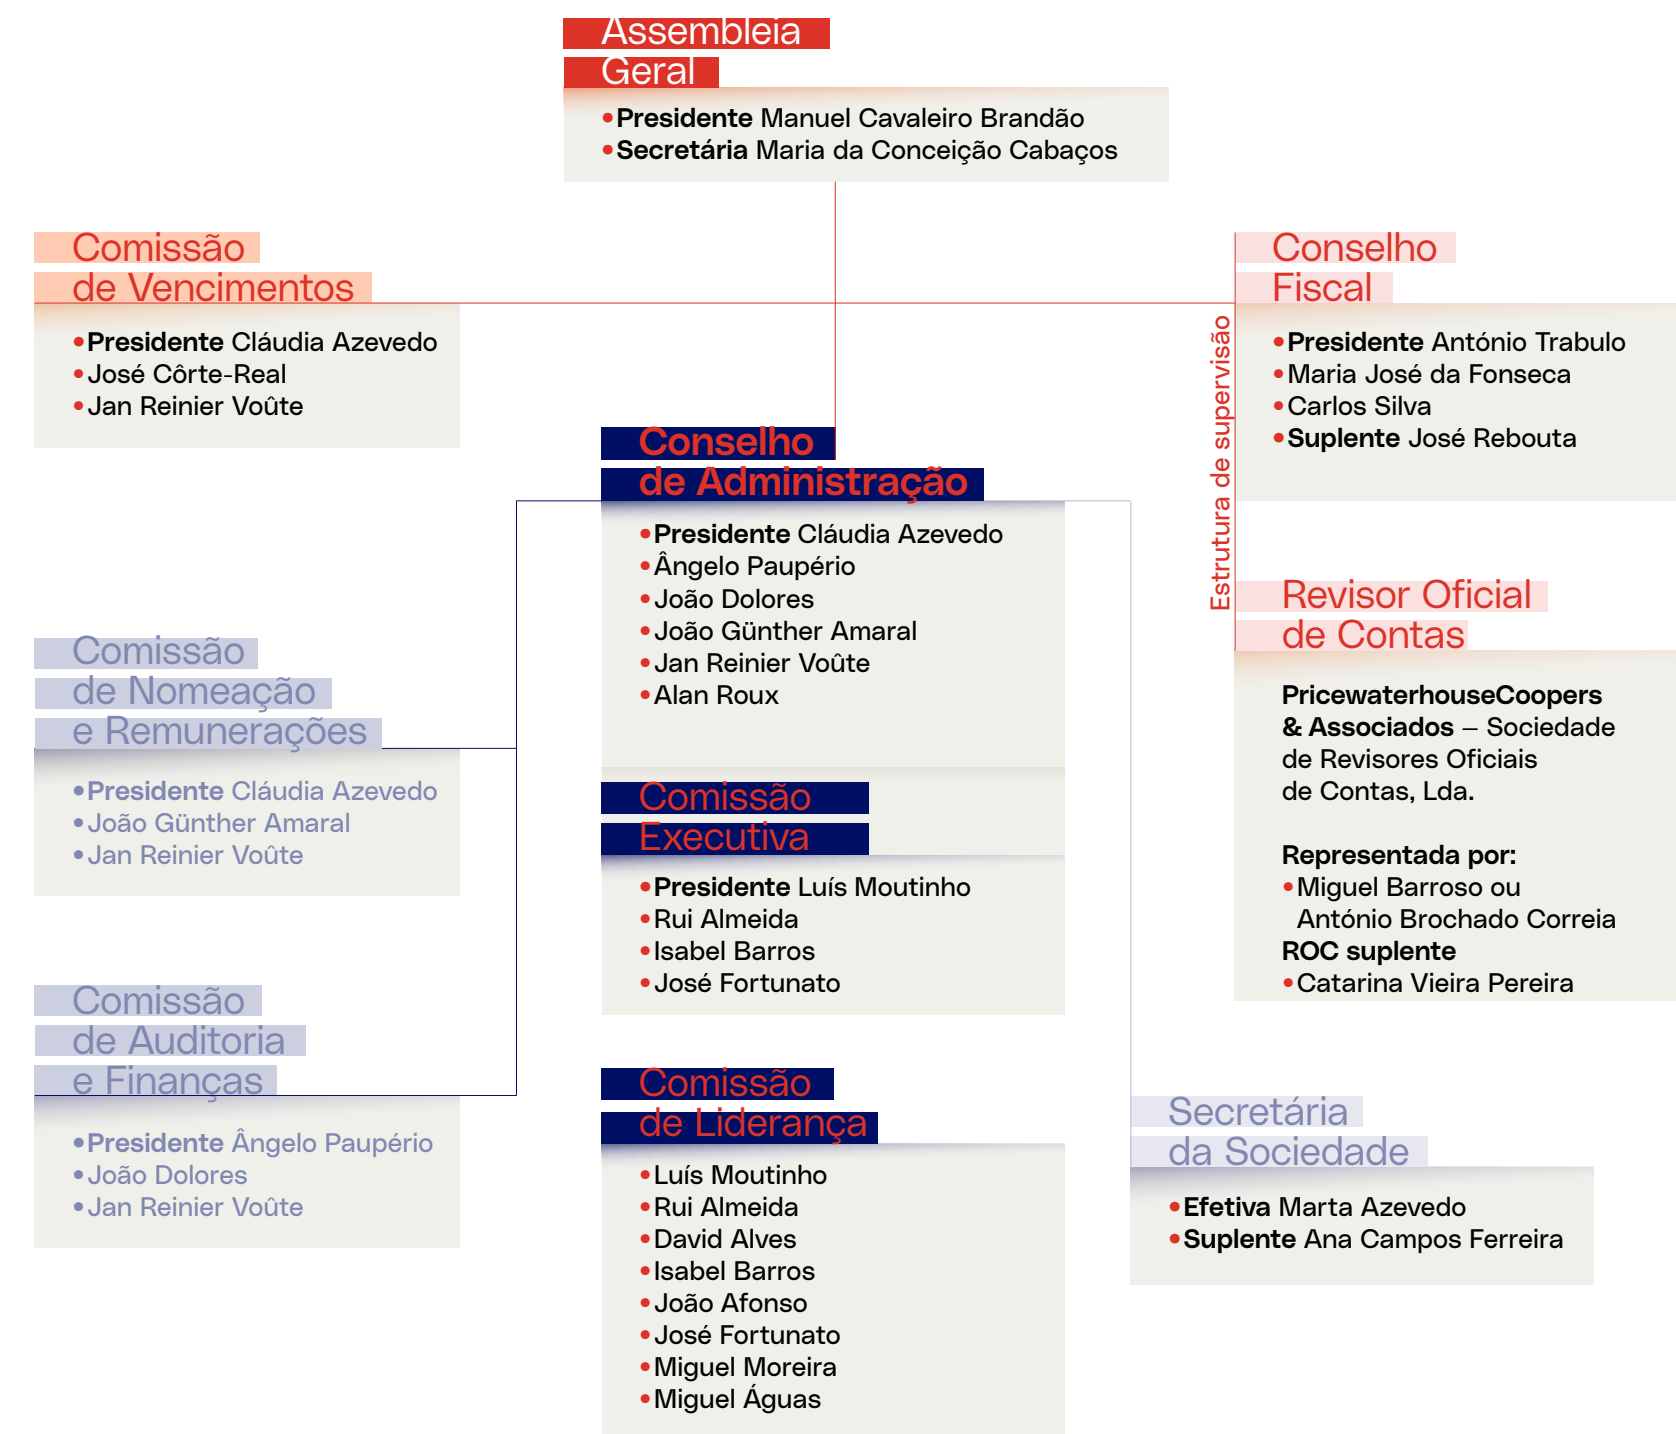 Assembleia
Geral
•Presidente Manuel Cavaleiro Brandão
•Secretária Maria da Conceição Cabaços
Comissão
de Vencimentos
•Presidente Cláudia Azevedo
•José Côrte-Real
•Jan Reinier Voûte
Conselho
Fiscal
•Presidente António Trabulo
•Maria José da Fonseca
•Carlos Silva
•Suplente José Rebouta
Estrutura de supervisão
Conselho
de Administração
•Presidente Cláudia Azevedo
•Ângelo Paupério
•João Dolores
•João Günther Amaral
•Jan Reinier Voûte
•Alan Roux
Revisor Oficial
de Contas
PricewaterhouseCoopers
& Associados – Sociedade
de Revisores Oficiais
de Contas, Lda.
Representada por:
•Miguel Barroso ou
António Brochado Correia
ROC suplente
•Catarina Vieira Pereira
Comissão
de Nomeação
e Remunerações
•Presidente Cláudia Azevedo
•João Günther Amaral
•Jan Reinier Voûte
Comissão
Executiva
•Presidente Luís Moutinho
•Rui Almeida
•Isabel Barros
•José Fortunato
Comissão
de Auditoria
e Finanças
•Presidente Ângelo Paupério
•João Dolores
•Jan Reinier Voûte
Comissão
de Liderança
•Luís Moutinho
•Rui Almeida
•David Alves
•Isabel Barros
•João Afonso
•José Fortunato
•Miguel Moreira
•Miguel Águas
Secretária
da Sociedade
•Efetiva Marta Azevedo
•Suplente Ana Campos Ferreira